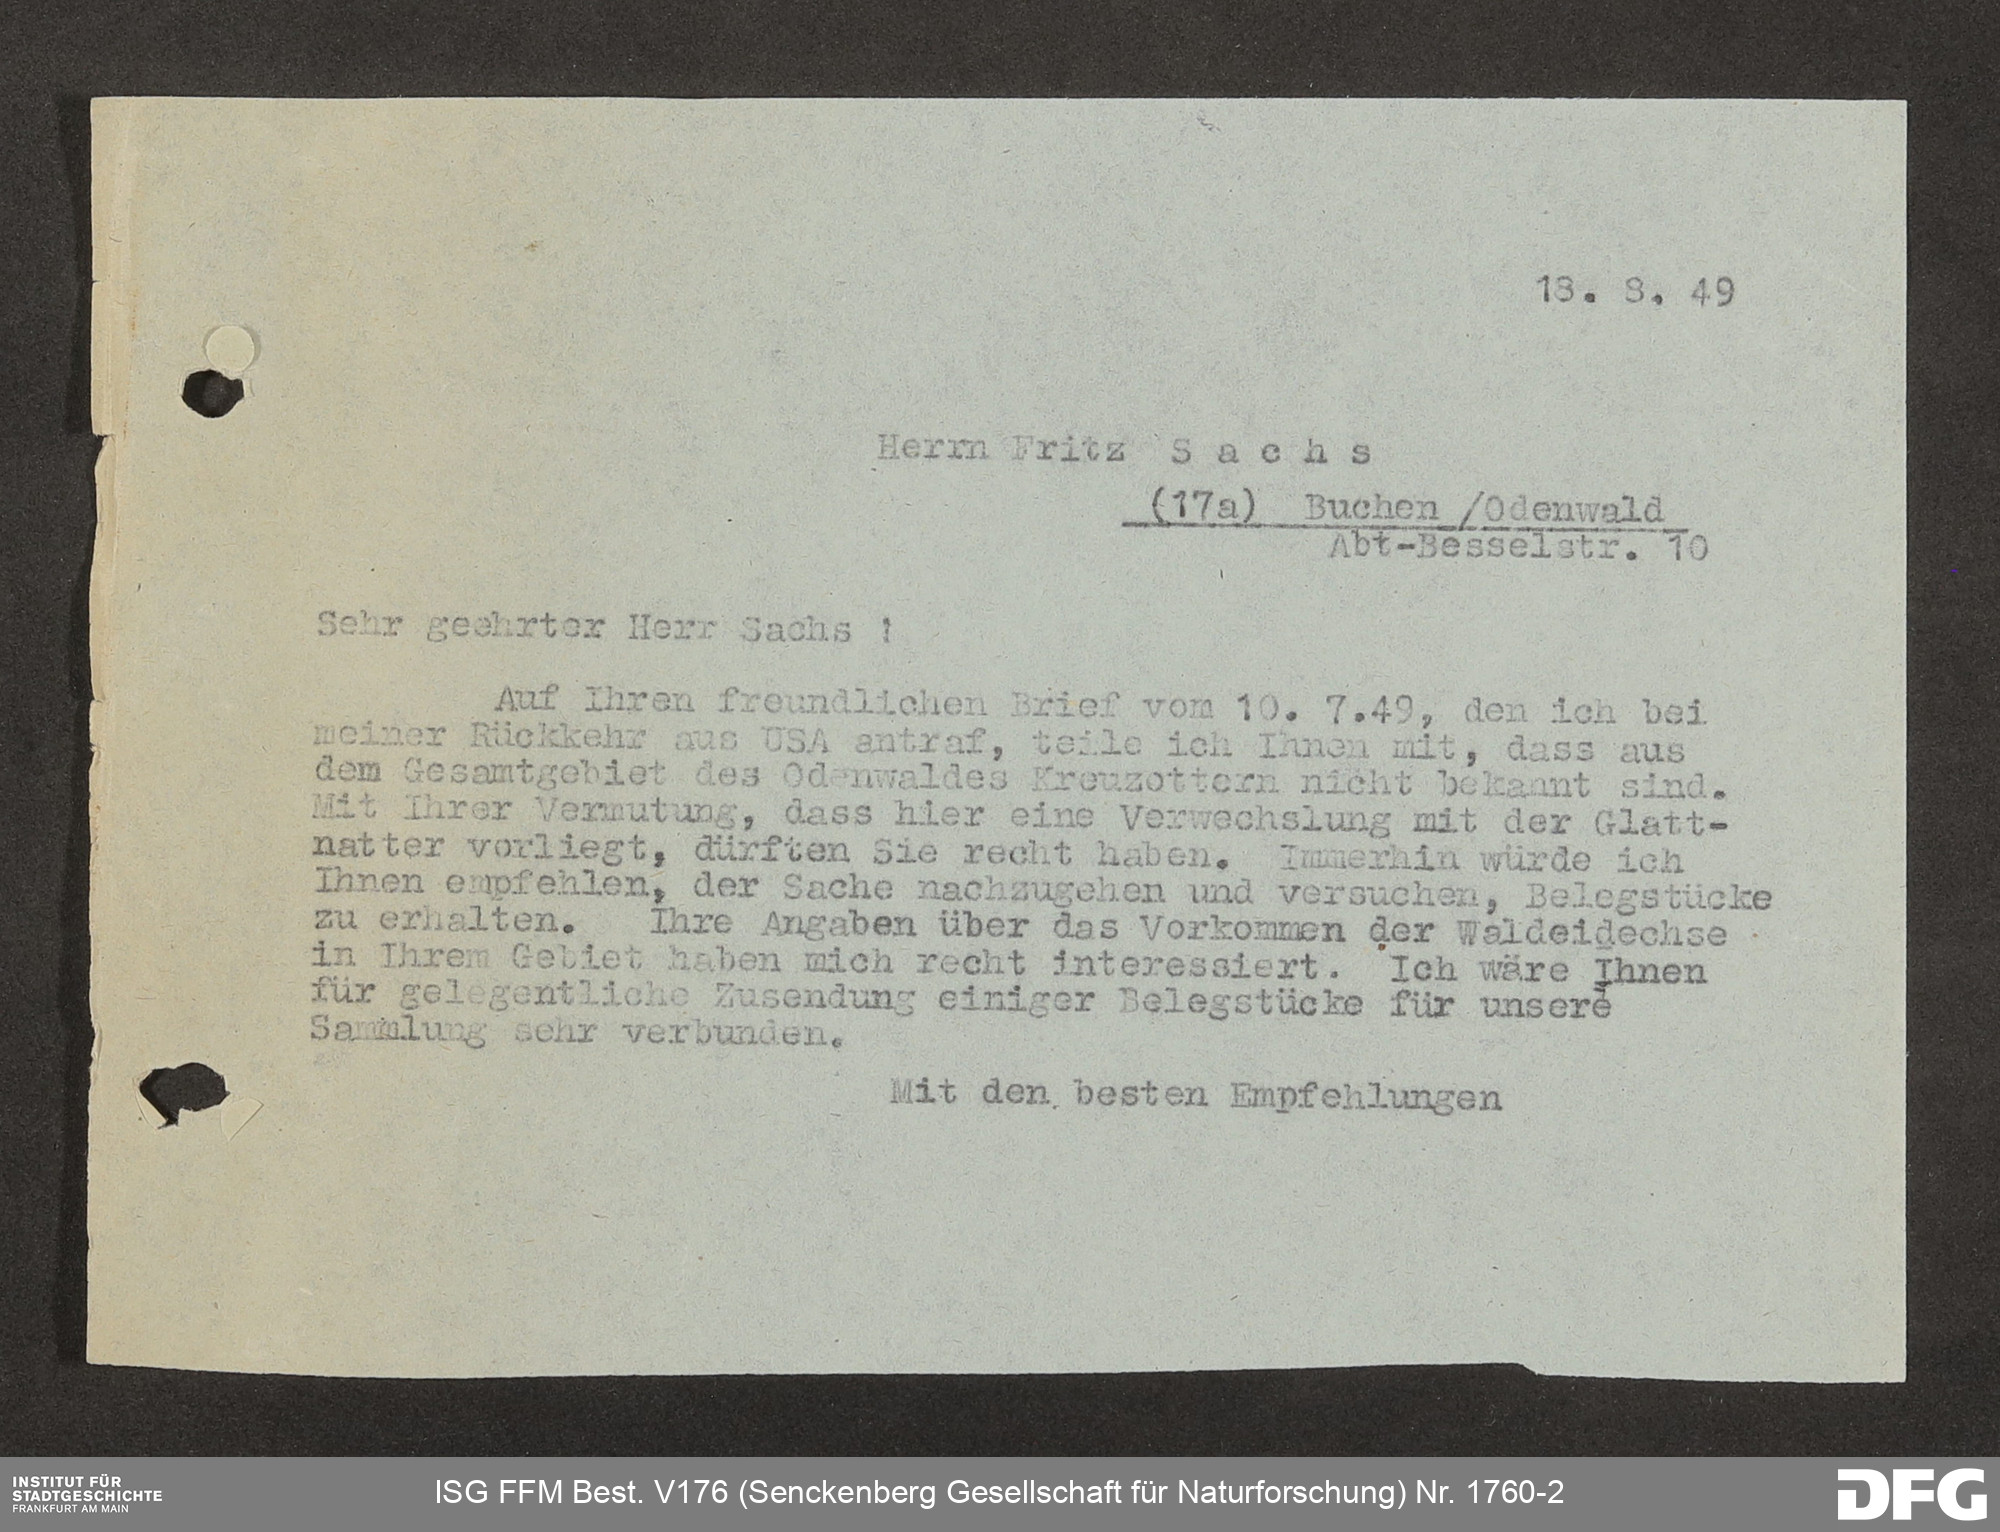 18. 8. 49
Herrn Fritz S a c h s
(17a) Buchen /Odenwald
Abt-Besselstr. 10
Sehr geehrter Herr Sachs !
Auf Ihren freundlichen Brief vom 10. 7.49, den ich bei
meiner Rückkehr aus USA antraf, teile ich Ihnen mit, dass aus
dem Gesamtgebiet des Odenwaldes Kreuzottern nicht bekannt sind.
Mit Ihrer Vermutung, dass hier eine Verwechslung mit der Glatt-
natter vorliegt, dürften Sie recht haben. Immerhin würde ich
Ihnen empfehlen, der Sache nachzugehen und versuchen, Belegstücke
zu erhalten. Ihre Angaben über das Vorkommen der Waldeidechse
in Ihrem Gebiet haben mich recht interessiert. Ich wäre Ihnen
für gelegentliche Zusendung einiger Belegstücke für unsere
Sammlung sehr verbunden.
Mit den besten Empfehlungen
INSTITUT FÜR
STADTGESCHICHTE
FRANKFURT AM MAIN
ISG FFM Best. V176 (Senckenberg Gesellschaft für Naturforschung) Nr. 1760-2
DFG